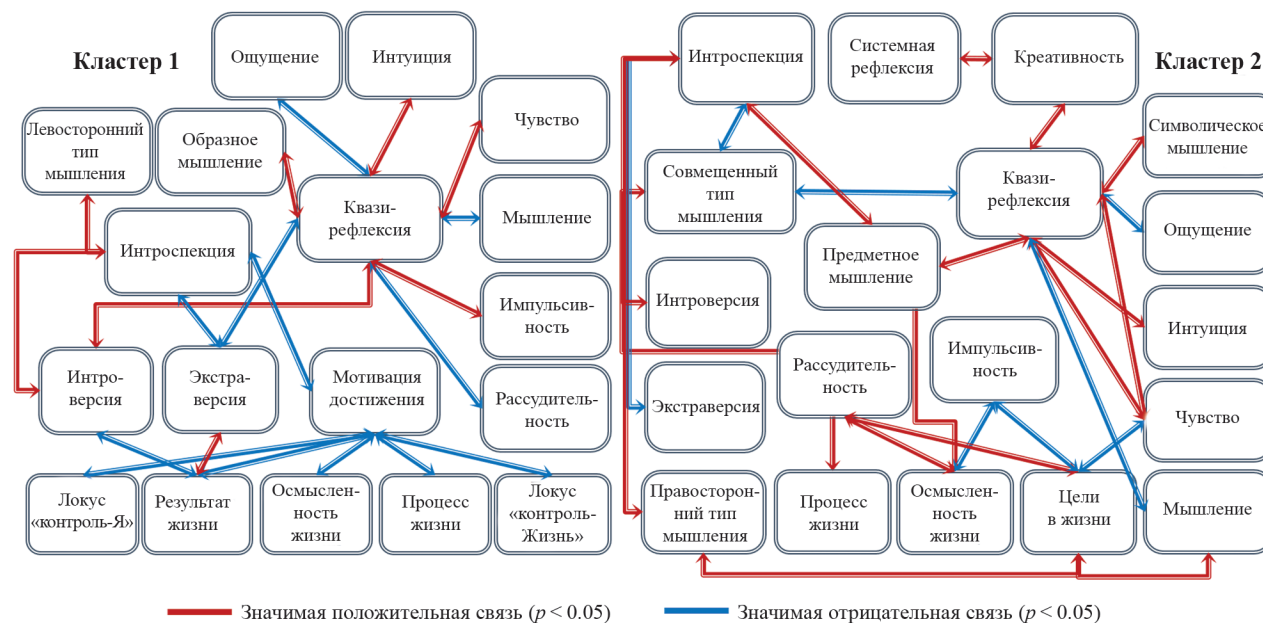 Кластер 1
Ощущение
Интуиция
Левосторонний
тип
мышления
Образное
мышление
Чувство
Квази-
рефлексия
Мышление
Интроспекция
Импульсив-
ность
Интро-
версия
Экстра-
версия
Мотивация
достижения
Рассудитель-
ность
Локус
«контроль-Я»
Результат
жизни
Осмыслен-
ность
жизни
Процесс
жизни
Локус
«контроль-
Жизнь»
Интроспекция
Системная
рефлексия
Креативность
Кластер 2
Символическое
мышление
Совмещенный
тип
мышления
Квази-
рефлексия
Ощущение
Предметное
мышление
Интроверсия
Интуиция
Рассудитель-
ность
Импульсив-
ность
Экстраверсия
Чувство
Правосторон-
ний тип
мышления
Процесс
жизни
Осмыслен-
ность
жизни
Цели
в жизни
Мышление
Значимая положительная связь (p < 0.05)
Значимая отрицательная связь (p < 0.05)